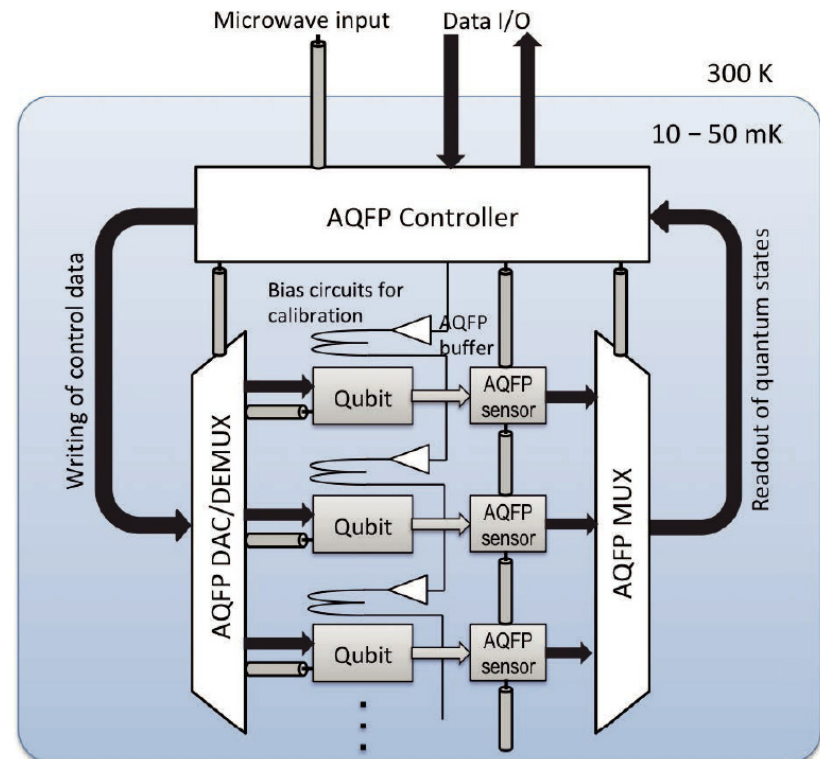 Microwave input
Data I/O
300 K
10 – 50 mK
AQFP Controller
Writing of control data
Bias circuits for
calibration
AQFP
buffer
Readout of quantum states
AQFP DAC/DEMUX
Qubit
AQFP
sensor
Qubit
AQFP
sensor
Qubit
AQFP
sensor
AQFP MUX